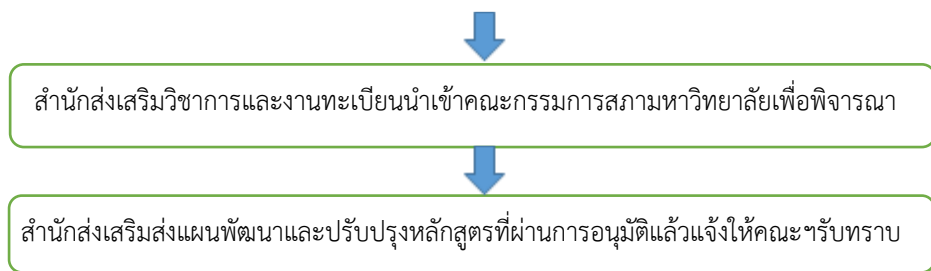 สำนักส่งเสริมวิชาการและงานทะเบียนนำเข้าคณะกรรมการสภามหาวิทยาลัยเพื่อพิจารณา
สำนักส่งเสริมส่งแผนพัฒนาและปรับปรุงหลักสูตรที่ผ่านการอนุมัติแล้วแจ้งให้คณะฯรับทราบ